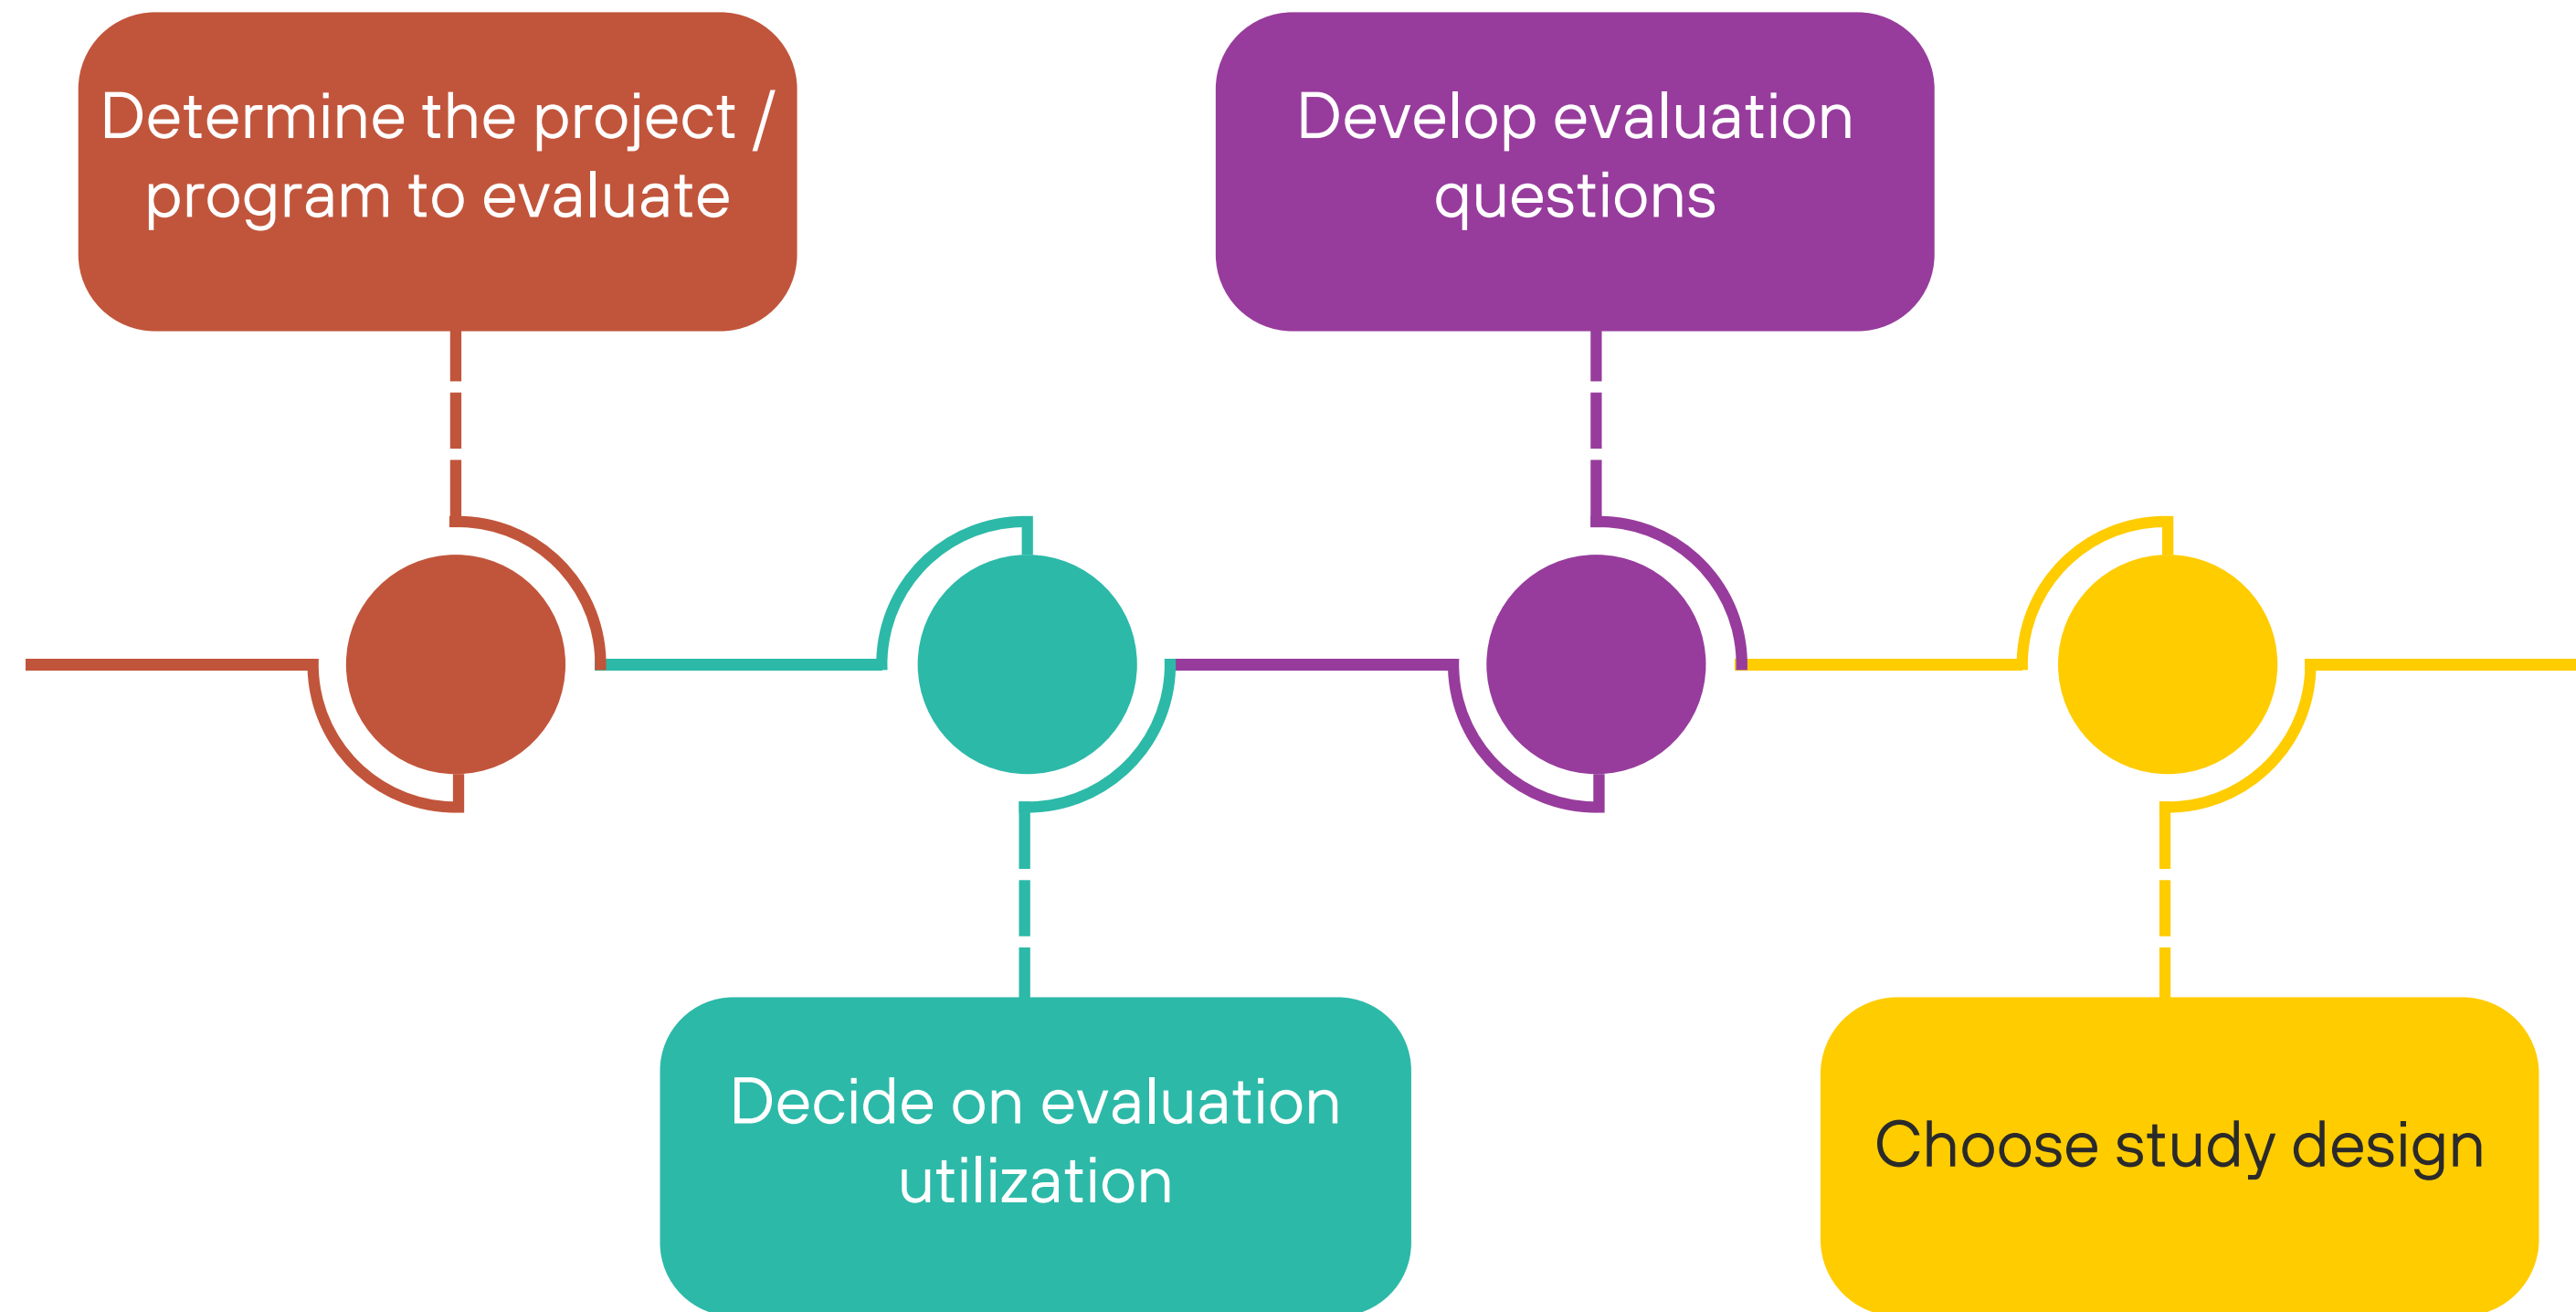 Determine the project /
program to evaluate
Decide on evaluation
utilization
Develop evaluation
questions
Choose study design